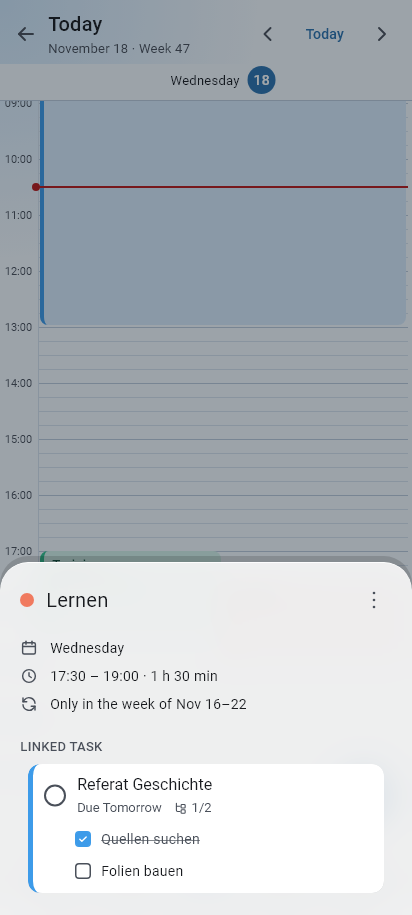 Today
November 18 · Week 47
Today
Wednesday 18
09:00
10:00
11:00
12:00
13:00
14:00
15:00
16:00
17:00
Lernen
Wednesday
17:30 – 19:00 · 1 h 30 min
Only in the week of Nov 16–22
LINKED TASK
Referat Geschichte
Due Tomorrow 1/2
Quellen suchen
Folien bauen